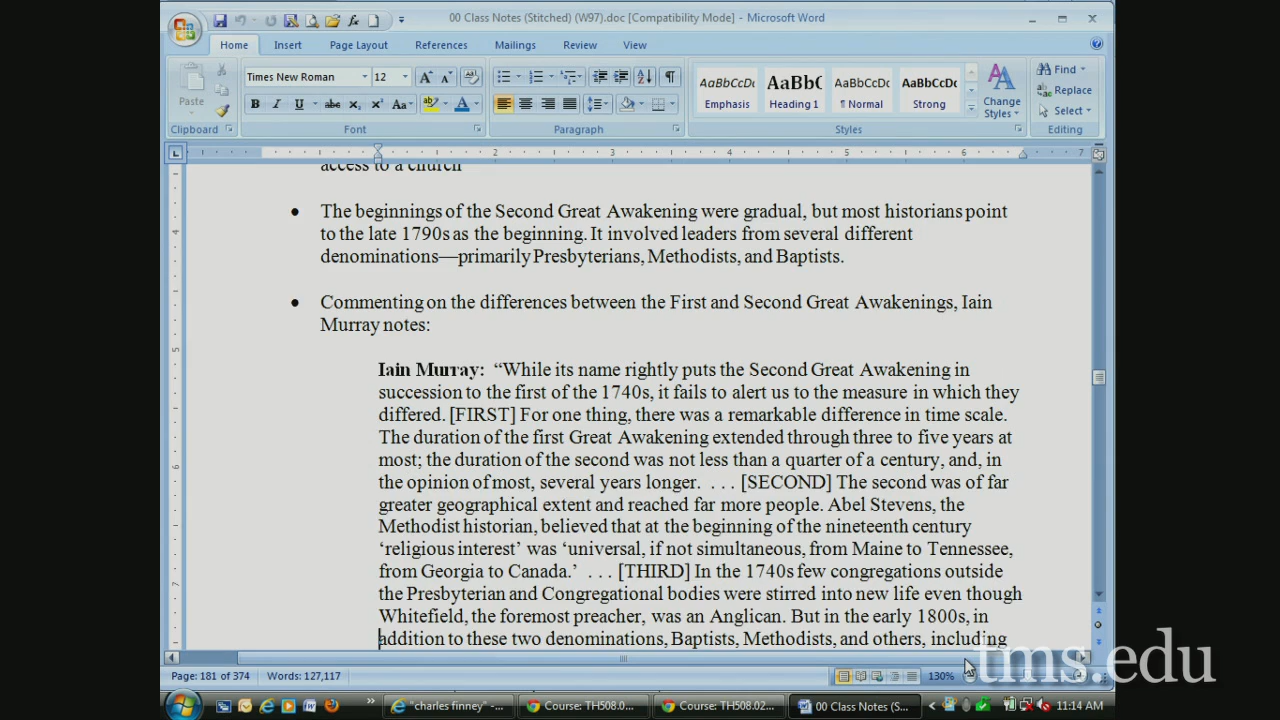 00 Class Notes (Stitched) (W97).doc [Compatibility Mode] - Microsoft Word
Home Insert Page Layout References Mailings Review View
Times New Roman 12
AaBbCcDc AaBbC AaBbCcDc AaBbCcDc
Paste
Emphasis Heading 1 ¶ Normal Strong
Change Styles
Find
Replace
Select
Clipboard Font Paragraph Styles Editing
2 3 4 5 6 7
access to a church
• The beginnings of the Second Great Awakening were gradual, but most historians point
to the late 1790s as the beginning. It involved leaders from several different
denominations—primarily Presbyterians, Methodists, and Baptists.
• Commenting on the differences between the First and Second Great Awakenings, Iain
Murray notes:
Iain Murray: “While its name rightly puts the Second Great Awakening in
succession to the first of the 1740s, it fails to alert us to the measure in which they
differed. [FIRST] For one thing, there was a remarkable difference in time scale.
The duration of the first Great Awakening extended through three to five years at
most; the duration of the second was not less than a quarter of a century, and, in
the opinion of most, several years longer. . . . [SECOND] The second was of far
greater geographical extent and reached far more people. Abel Stevens, the
Methodist historian, believed that at the beginning of the nineteenth century
‘religious interest’ was ‘universal, if not simultaneous, from Maine to Tennessee,
from Georgia to Canada.’ . . . [THIRD] In the 1740s few congregations outside
the Presbyterian and Congregational bodies were stirred into new life even though
Whitefield, the foremost preacher, was an Anglican. But in the early 1800s, in
addition to these two denominations, Baptists, Methodists, and others, including
tms.edu
Page: 181 of 374 Words: 127,117 130%
"charles finney" -... Course: TH508.0... Course: TH508.02... 00 Class Notes (S... 11:14 AM